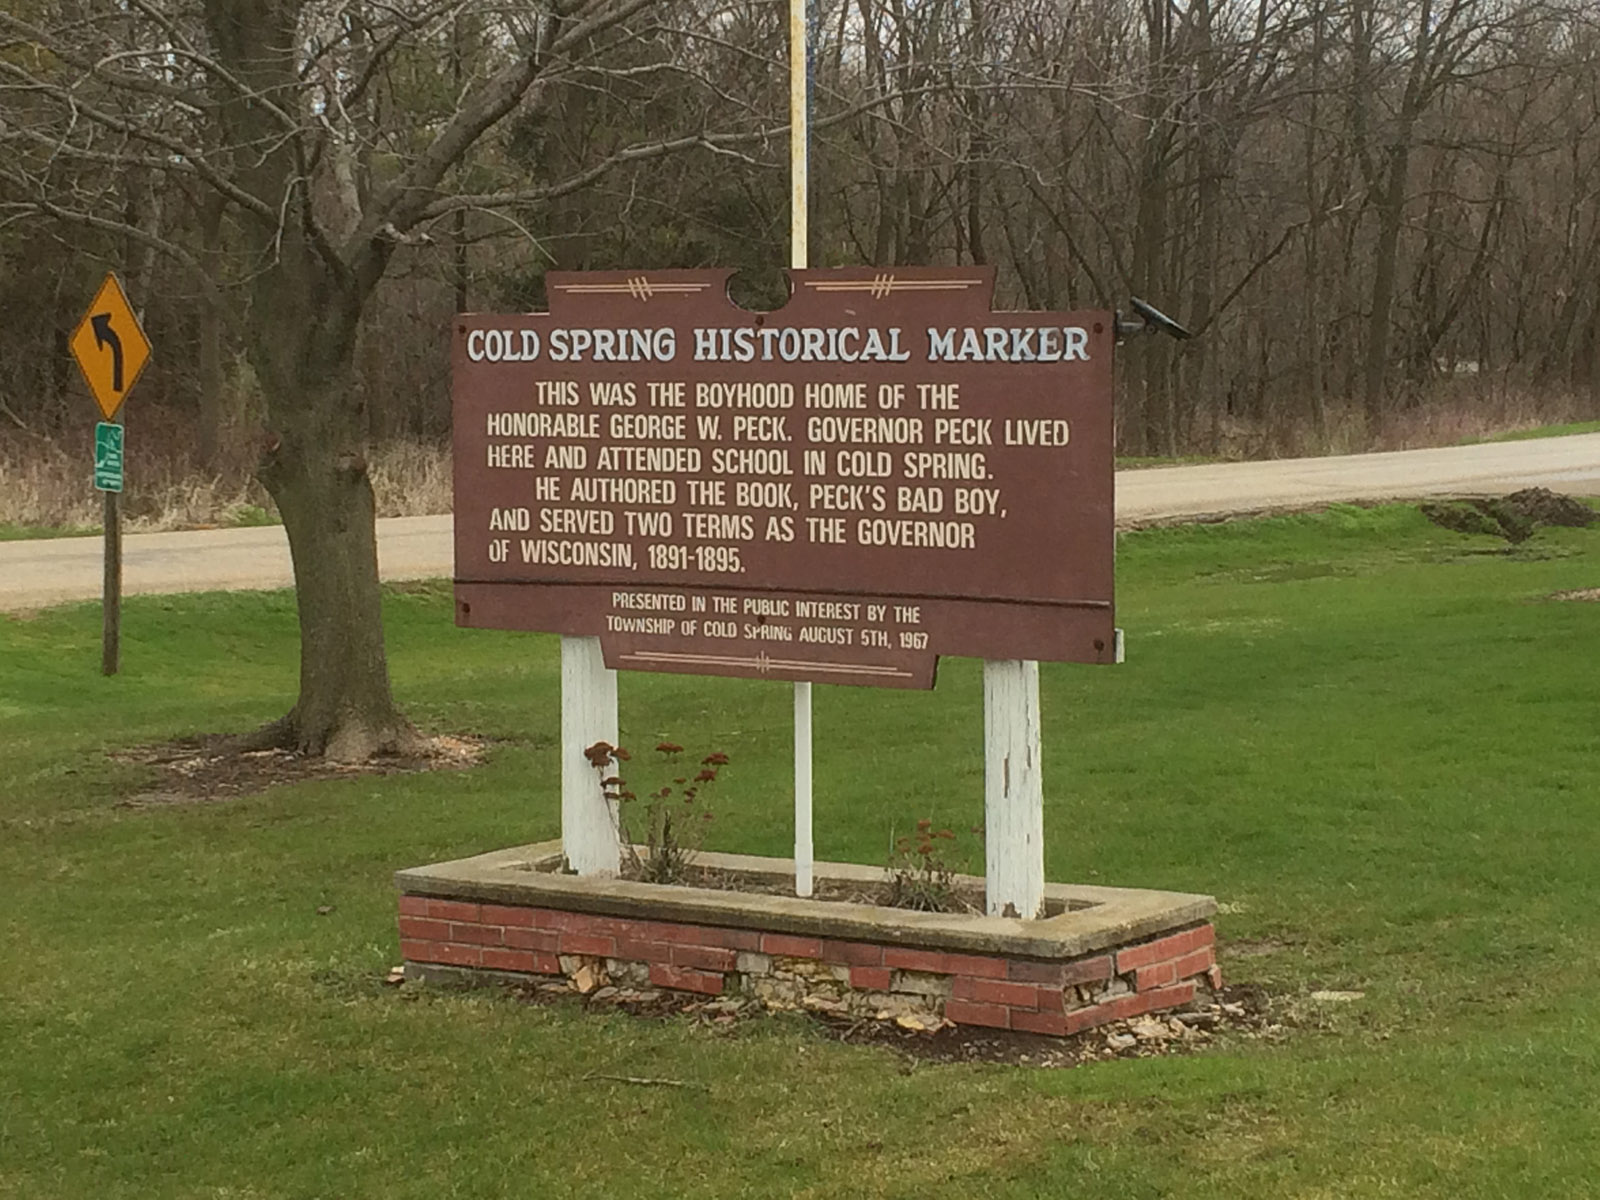 COLD SPRING HISTORICAL MARKER
THIS WAS THE BOYHOOD HOME OF THE
HONORABLE GEORGE W. PECK. GOVERNOR PECK LIVED
HERE AND ATTENDED SCHOOL IN COLD SPRING.
HE AUTHORED THE BOOK, PECK'S BAD BOY,
AND SERVED TWO TERMS AS THE GOVERNOR
OF WISCONSIN, 1891-1895.
PRESENTED IN THE PUBLIC INTEREST BY THE
TOWNSHIP OF COLD SPRING AUGUST 5TH, 1967